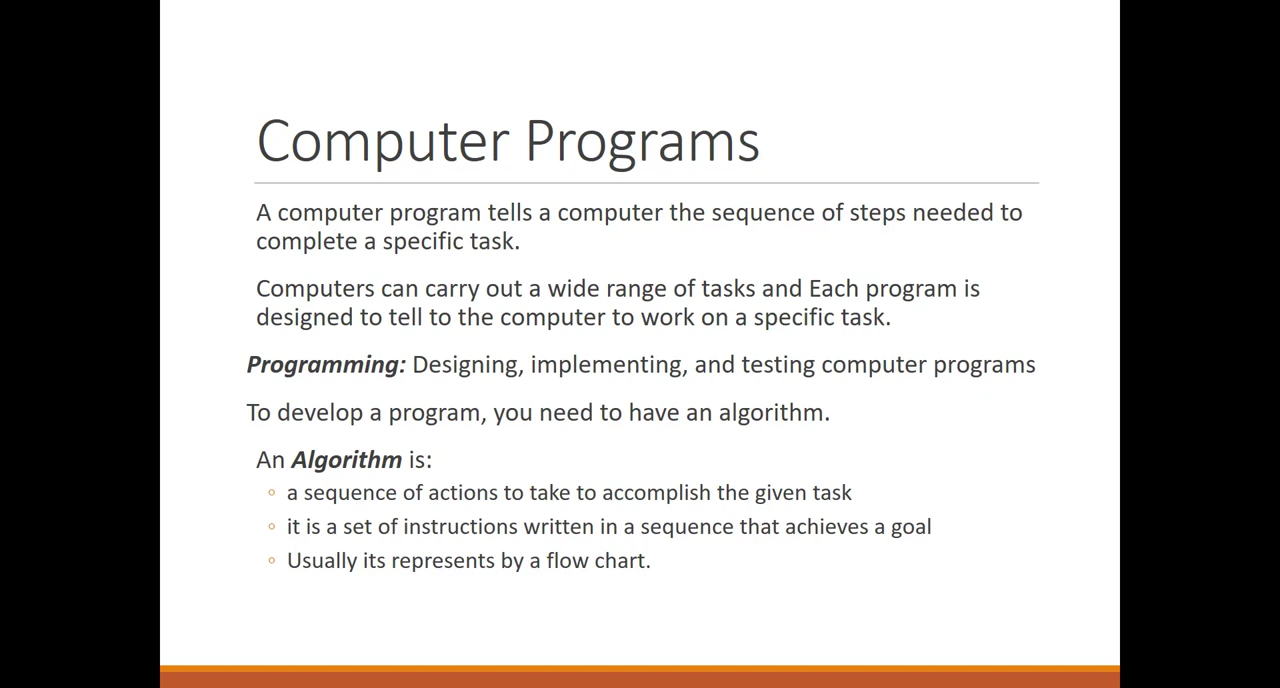 Computer Programs
A computer program tells a computer the sequence of steps needed to
complete a specific task.
Computers can carry out a wide range of tasks and Each program is
designed to tell to the computer to work on a specific task.
Programming: Designing, implementing, and testing computer programs
To develop a program, you need to have an algorithm.
An Algorithm is:
◦ a sequence of actions to take to accomplish the given task
◦ it is a set of instructions written in a sequence that achieves a goal
◦ Usually its represents by a flow chart.